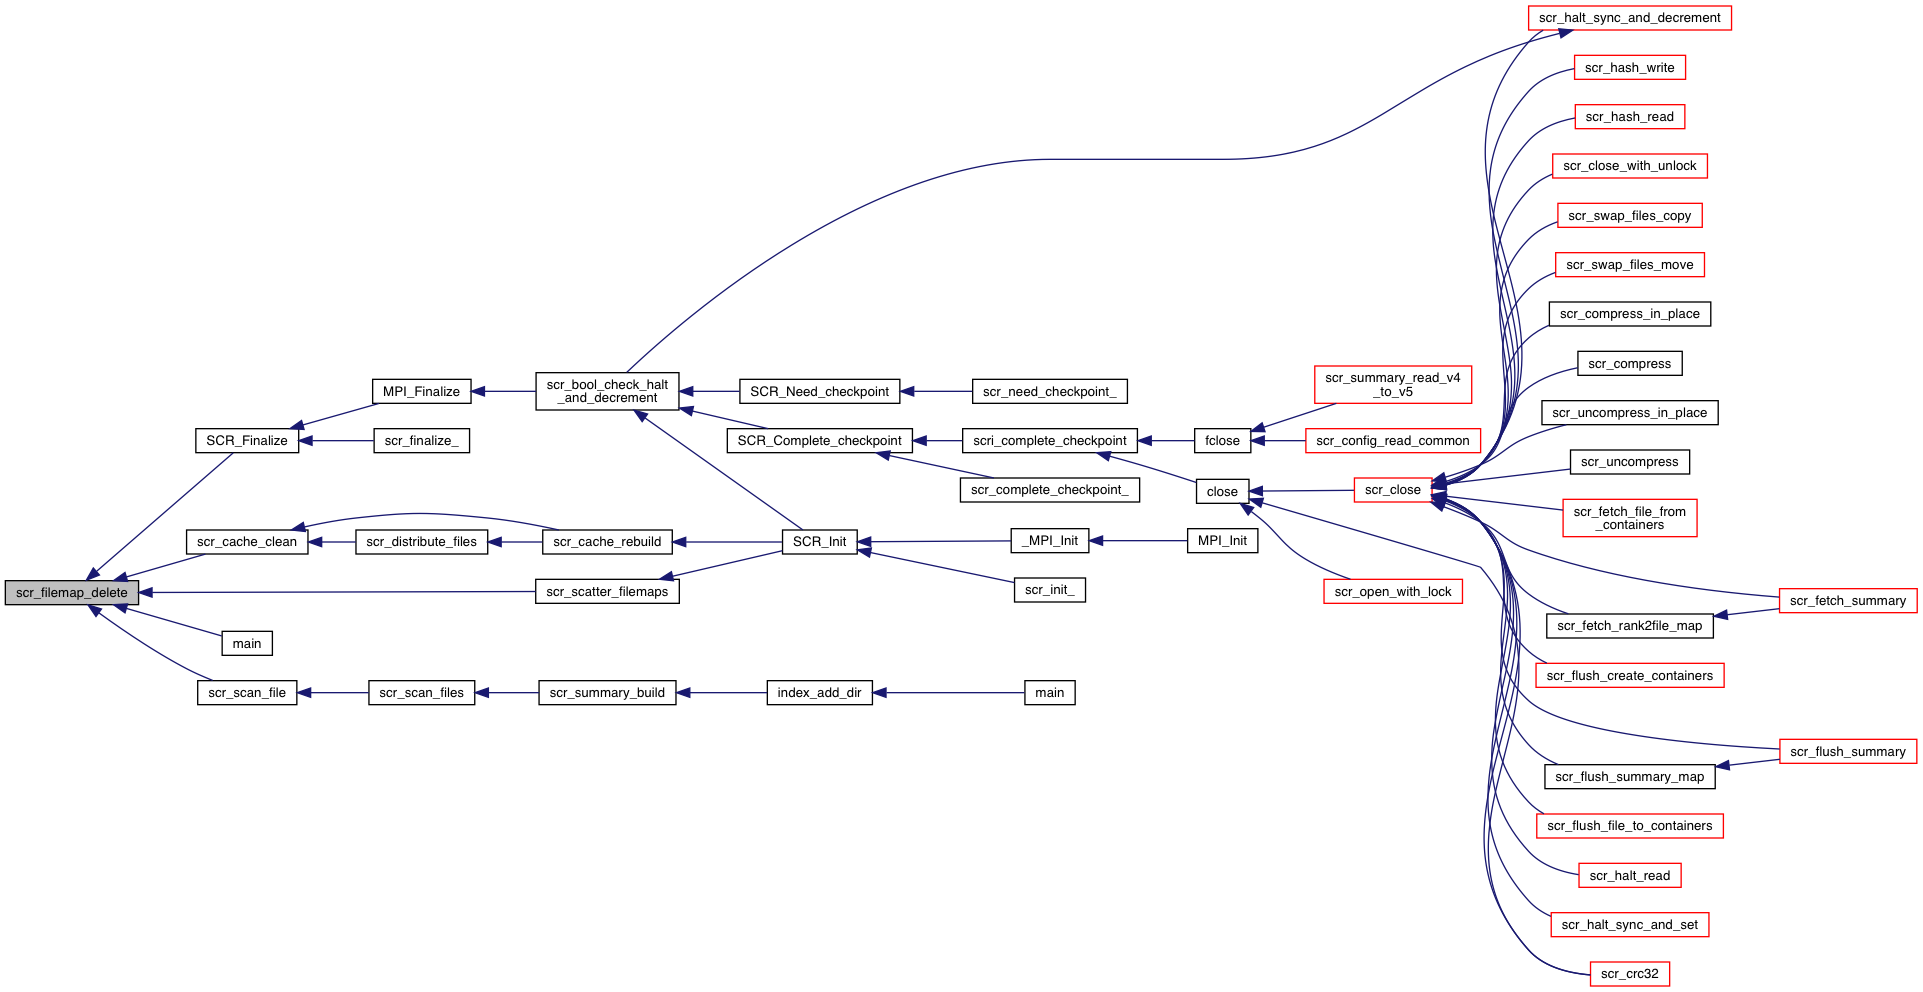 scr_halt_sync_and_decrement
scr_hash_write
scr_hash_read
scr_close_with_unlock
scr_swap_files_copy
scr_swap_files_move
scr_compress_in_place
scr_compress
scr_uncompress_in_place
scr_uncompress
scr_fetch_file_from
_containers
scr_summary_read_v4
_to_v5
MPI_Finalize
scr_bool_check_halt
_and_decrement
SCR_Need_checkpoint
scr_need_checkpoint_
SCR_Finalize
scr_finalize_
SCR_Complete_checkpoint
scri_complete_checkpoint
fclose
scr_config_read_common
scr_complete_checkpoint_
close
scr_close
scr_cache_clean
scr_distribute_files
scr_cache_rebuild
SCR_Init
_MPI_Init
MPI_Init
scr_filemap_delete
scr_scatter_filemaps
scr_init_
scr_open_with_lock
scr_fetch_summary
scr_fetch_rank2file_map
main
scr_flush_create_containers
scr_scan_file
scr_scan_files
scr_summary_build
index_add_dir
main
scr_flush_summary
scr_flush_summary_map
scr_flush_file_to_containers
scr_halt_read
scr_halt_sync_and_set
scr_crc32